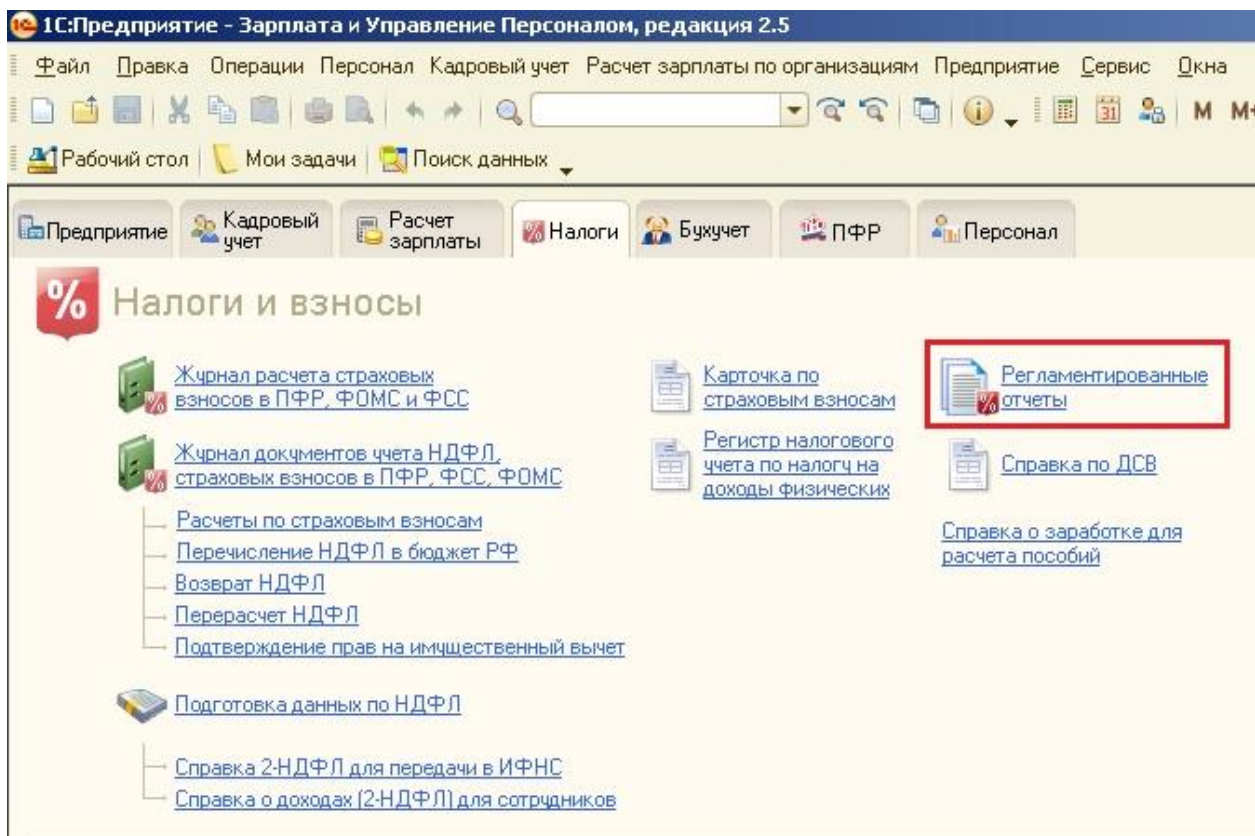 1С:Предприятие - Зарплата и Управление Персоналом, редакция 2.5
Файл Правка Операции Персонал Кадровый учет Расчет зарплаты по организациям Предприятие Сервис Окна
31 M M+
Рабочий стол Мои задачи Поиск данных
Предприятие
Кадровый
учет
Расчет
зарплаты
Налоги
Бухучет
ПФР
Персонал
% Налоги и взносы
Журнал расчета страховых
взносов в ПФР, ФОМС и ФСС
Журнал документов учета НДФЛ,
страховых взносов в ПФР, ФСС, ФОМС
Расчеты по страховым взносам
Перечисление НДФЛ в бюджет РФ
Возврат НДФЛ
Перерасчет НДФЛ
Подтверждение прав на имущественный вычет
Подготовка данных по НДФЛ
Справка 2-НДФЛ для передачи в ИФНС
Справка о доходах (2-НДФЛ) для сотрудников
Карточка по
страховым взносам
Регистр налогового
учета по налогу на
доходы физических
Регламентированные
отчеты
Справка по ДСВ
Справка о заработке для
расчета пособий